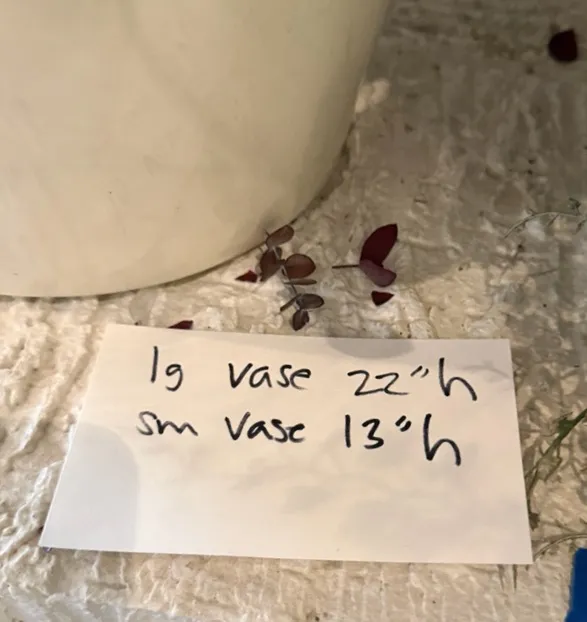 lg vase 22"h
sm vase 13"h